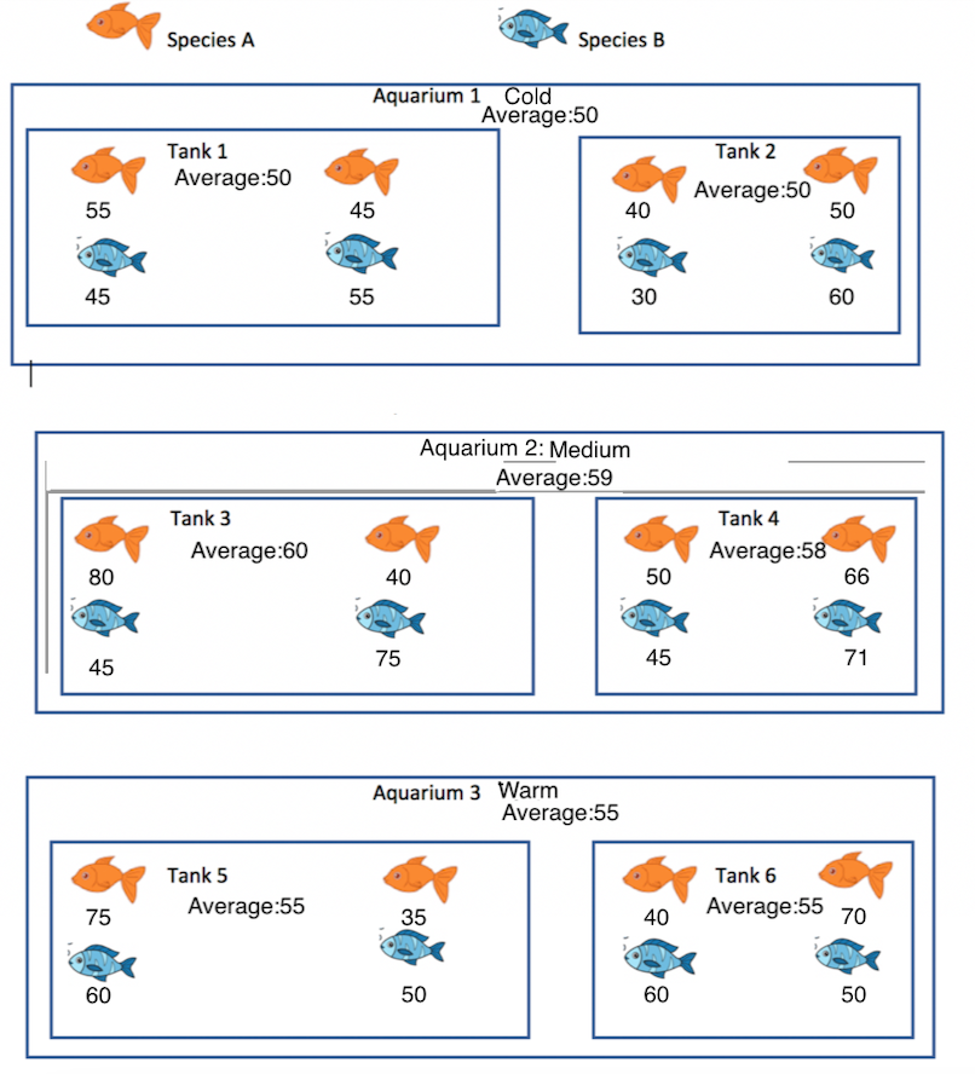 Species A
Species B
Aquarium 1 Cold
Average:50
Tank 1
Average:50
55
45
45
55
Tank 2
Average:50
40
50
30
60
Aquarium 2: Medium
Average:59
Tank 3
Average:60
80
40
45
75
Tank 4
Average:58
50
66
45
71
Aquarium 3 Warm
Average:55
Tank 5
Average:55
75
35
60
50
Tank 6
Average:55
40
70
60
50